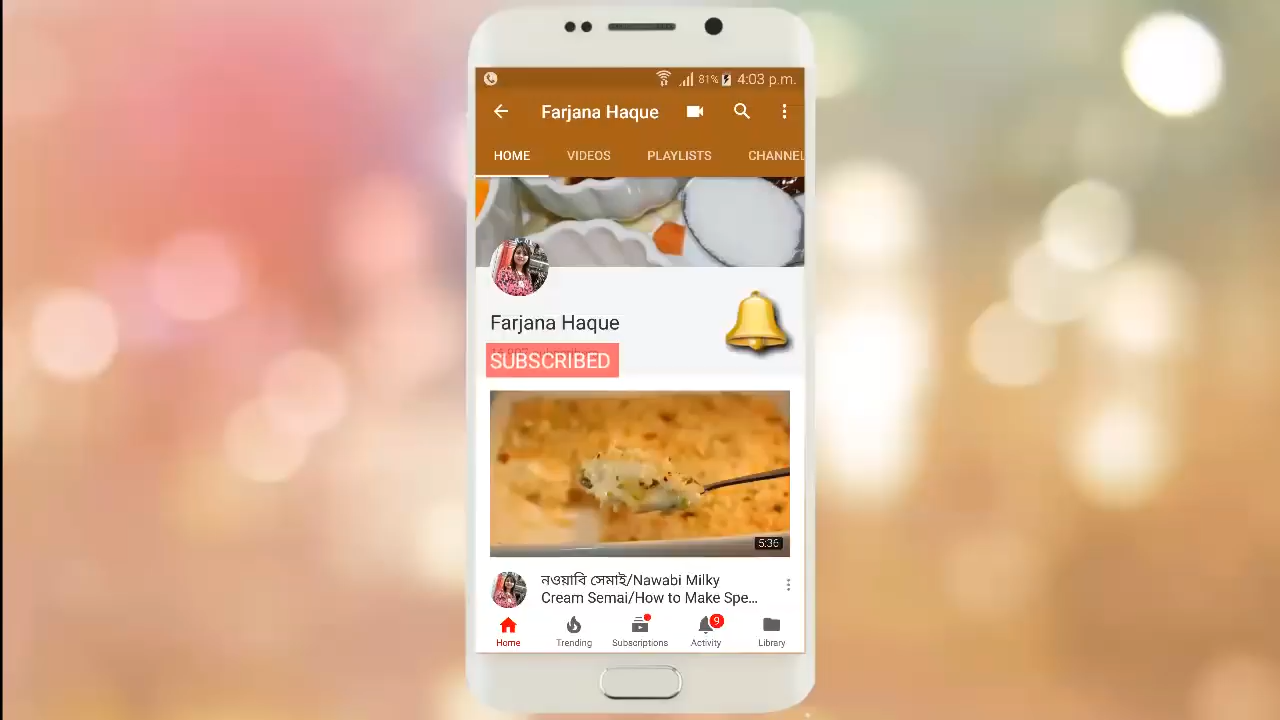 81% 4:03 p.m.
Farjana Haque
HOME VIDEOS PLAYLISTS CHANNEL
Farjana Haque
SUBSCRIBED
5:36
নওয়াবি সেমাই/Nawabi Milky
Cream Semai/How to Make Spe...
9
Home Trending Subscriptions Activity Library